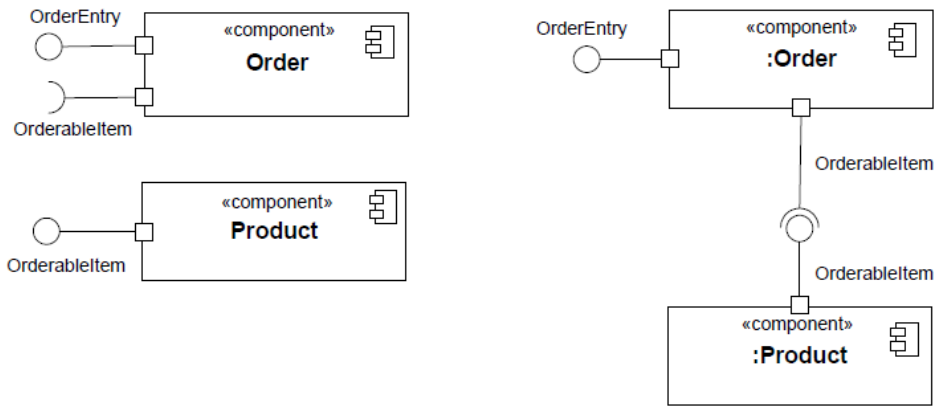 OrderEntry
«component»
Order
OrderableItem
«component»
Product
OrderableItem
OrderEntry
«component»
:Order
OrderableItem
OrderableItem
«component»
:Product